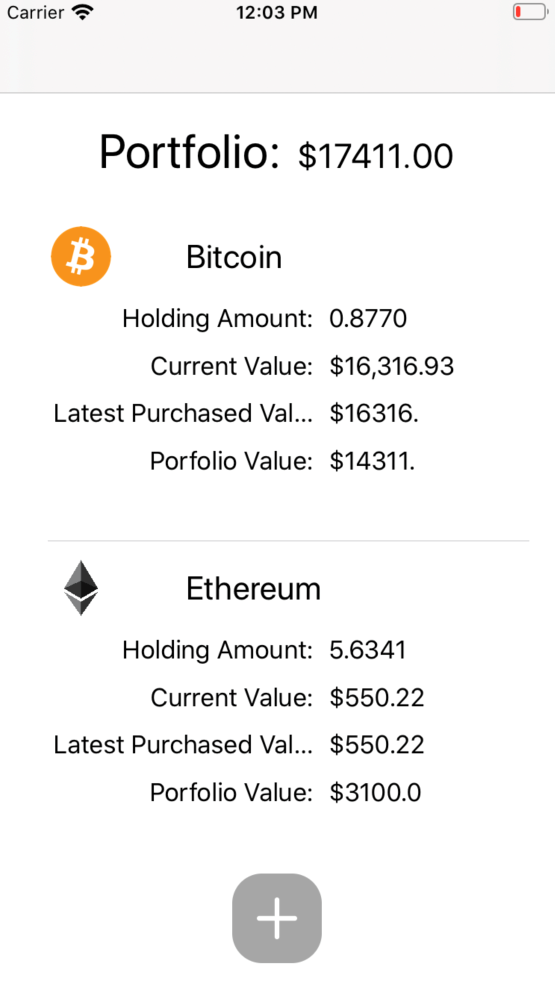 Carrier 12:03 PM
Portfolio: $17411.00
Bitcoin
Holding Amount: 0.8770
Current Value: $16,316.93
Latest Purchased Val... $16316.
Porfolio Value: $14311.
Ethereum
Holding Amount: 5.6341
Current Value: $550.22
Latest Purchased Val... $550.22
Porfolio Value: $3100.0